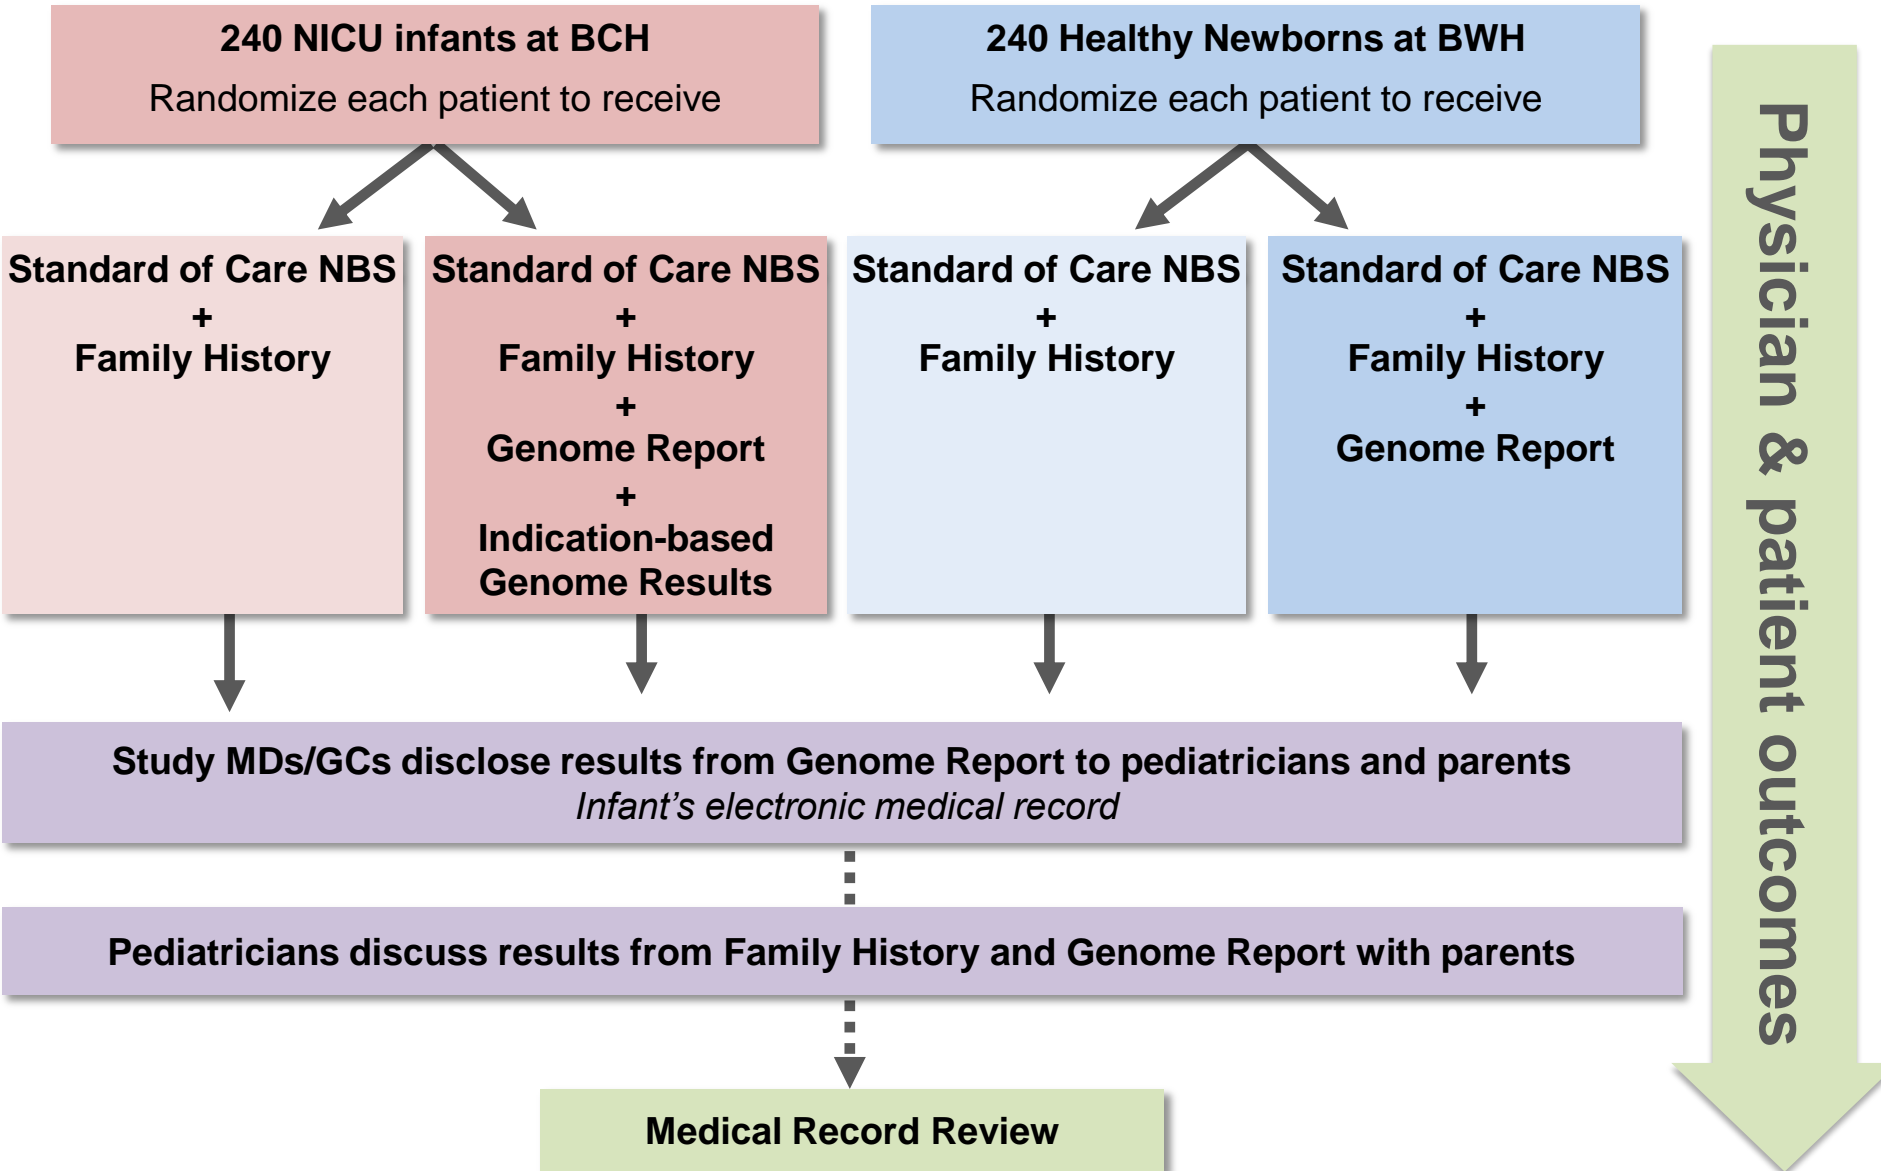 240 NICU infants at BCH
Randomize each patient to receive
240 Healthy Newborns at BWH
Randomize each patient to receive
Standard of Care NBS
+
Family History
Standard of Care NBS
+
Family History
+
Genome Report
+
Indication-based
Genome Results
Standard of Care NBS
+
Family History
Standard of Care NBS
+
Family History
+
Genome Report
Study MDs/GCs disclose results from Genome Report to pediatricians and parents
Infant’s electronic medical record
Pediatricians discuss results from Family History and Genome Report with parents
Medical Record Review
Physician & patient outcomes